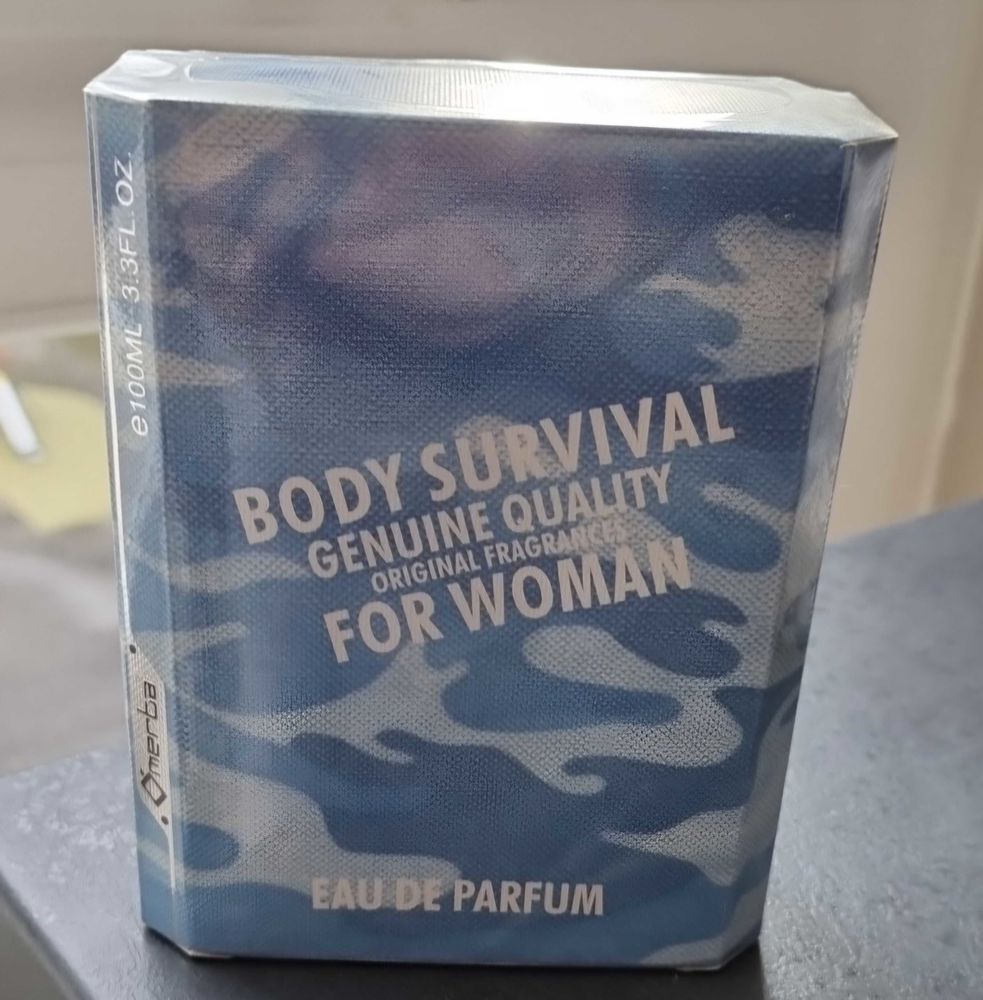 BODY SURVIVAL
GENUINE QUALITY
ORIGINAL FRAGRANCES
FOR WOMAN
EAU DE PARFUM
e100ML 3.3FL.OZ.
Omerta